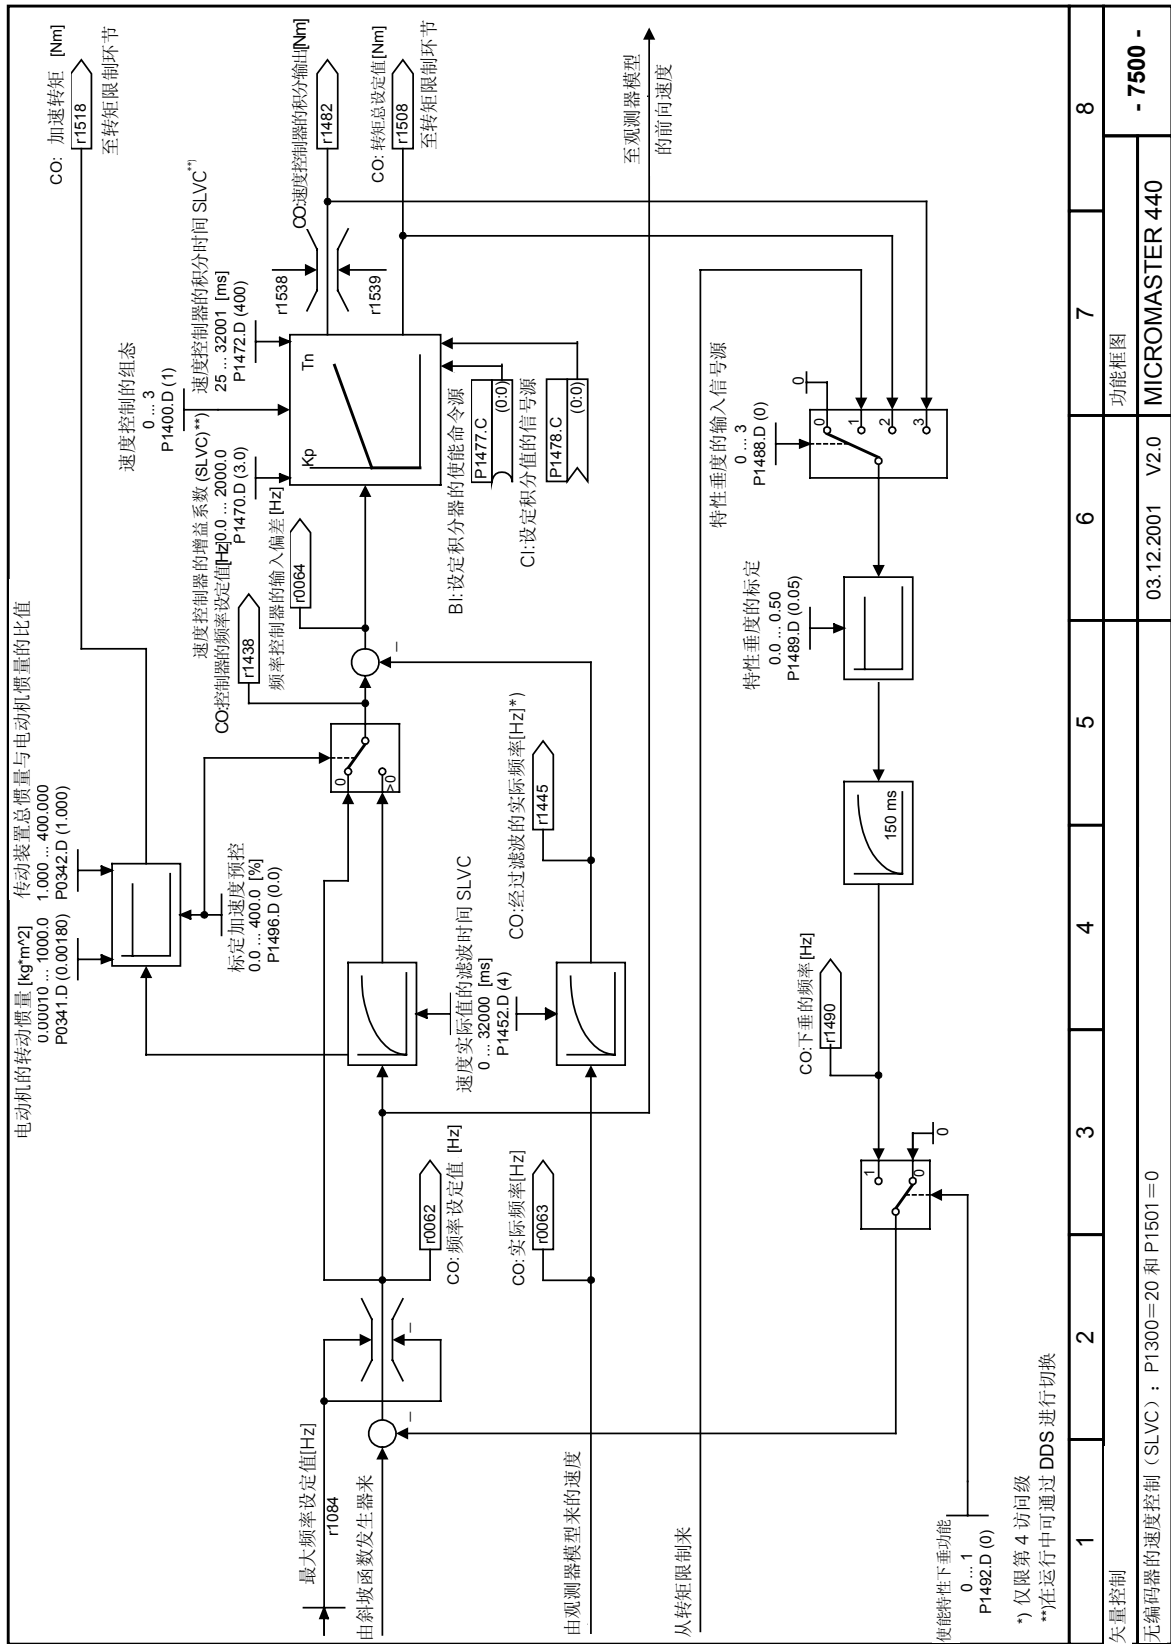 电动机的转动惯量 [kg*m^2]
0.00010 ... 1000.0
P0341.D (0.00180)
传动装置总惯量与电动机惯量的比值
1.000 ... 400.000
P0342.D (1.000)
CO: 加速转矩 [Nm]
r1518
至转矩限制环节
标定加速度预控
0.0 ... 400.0 [%]
P1496.D (0.0)
速度控制的组态
0 ... 3
P1400.D (1)
速度控制器的增益系数 (SLVC)**)
0.0 ... 2000.0
P1470.D (3.0)
速度控制器的积分时间 SLVC**)
25 ... 32001 [ms]
P1472.D (400)
CO:控制器的频率设定值[Hz]
r1438
频率控制器的输入偏差 [Hz]
r0064
CO:速度控制器的积分输出[Nm]
r1482
CO: 转矩总设定值[Nm]
r1508
至转矩限制环节
r1538
r1539
Kp
Tn
0
>0
最大频率设定值[Hz]
r1084
由斜坡函数发生器来
–
–
r0062
CO: 频率设定值 [Hz]
速度实际值的滤波时间 SLVC
0 ... 32000 [ms]
P1452.D (4)
CO:经过滤波的实际频率[Hz]*)
r1445
–
BI:设定积分器的使能命令源
P1477.C
(0:0)
CI:设定积分值的信号源
P1478.C
(0:0)
CO: 实际频率[Hz]
r0063
由观测器模型来的速度
至观测器模型
的前向速度
从转矩限制来
特性垂度的输入信号源
0 ... 3
P1488.D (0)
0
0
1
2
3
特性垂度的标定
0.0 ... 0.50
P1489.D (0.05)
150 ms
CO:下垂的频率[Hz]
r1490
1
0
0
使能特性下垂功能
0 ... 1
P1492.D (0)
*) 仅限第 4 访问级
**)在运行中可通过 DDS 进行切换
1
2
3
4
5
6
7
8
矢量控制
功能框图
- 7500 -
无编码器的速度控制（SLVC）：P1300＝20 和 P1501＝0
03.12.2001
V2.0
MICROMASTER 440